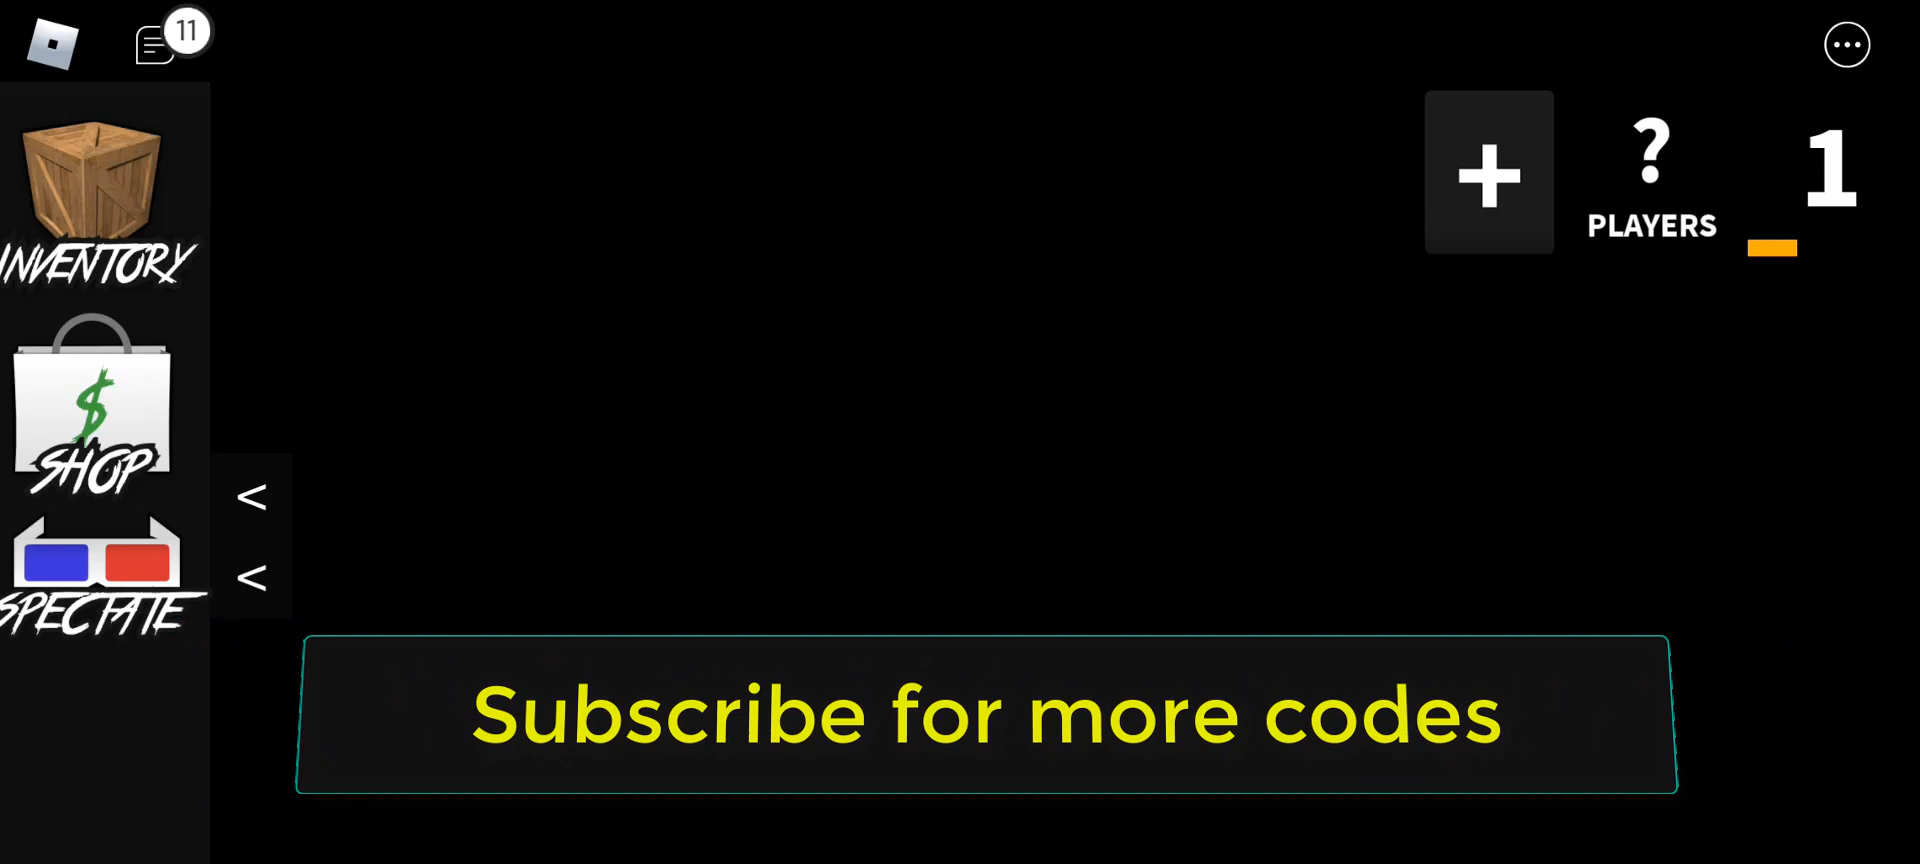 11
INVENTORY
$
SHOP
SPECTATE
<
<
+
?
PLAYERS
1
Subscribe for more codes